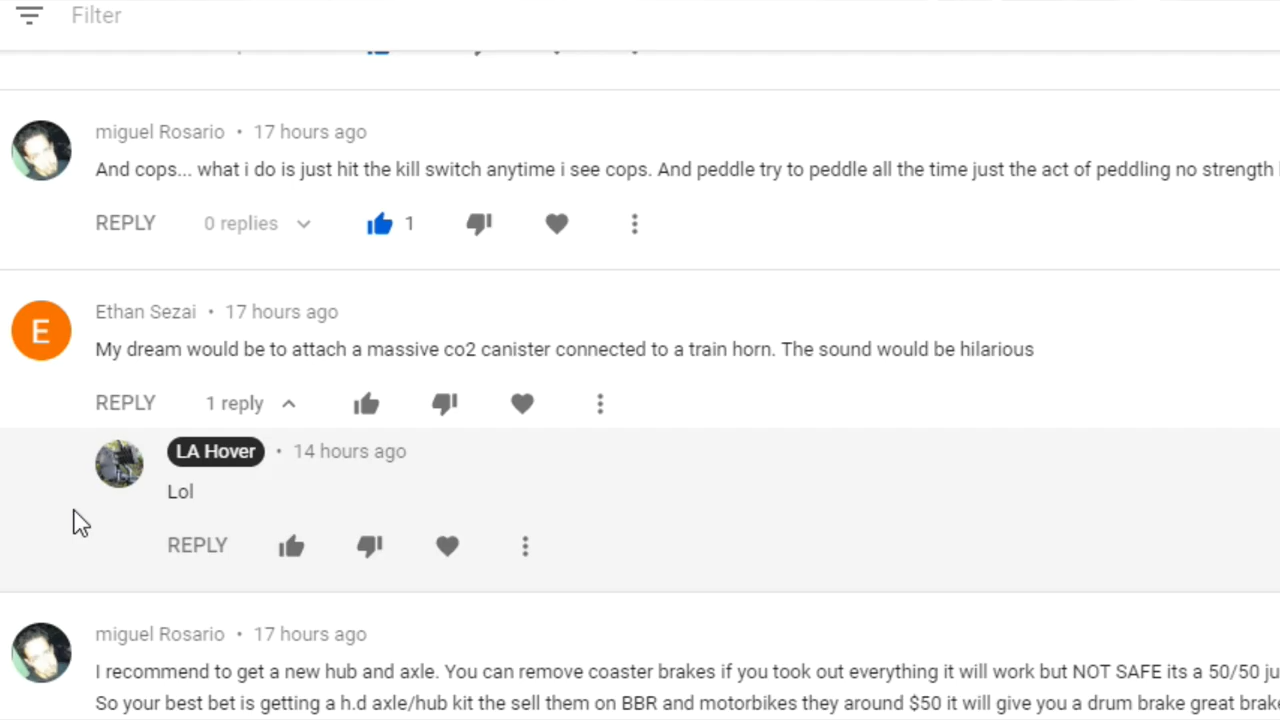 Filter
miguel Rosario • 17 hours ago
And cops... what i do is just hit the kill switch anytime i see cops. And peddle try to peddle all the time just the act of peddling no strength
REPLY 0 replies 1
E
Ethan Sezai • 17 hours ago
My dream would be to attach a massive co2 canister connected to a train horn. The sound would be hilarious
REPLY 1 reply
LA Hover • 14 hours ago
Lol
REPLY
miguel Rosario • 17 hours ago
I recommend to get a new hub and axle. You can remove coaster brakes if you took out everything it will work but NOT SAFE its a 50/50 ju
So your best bet is getting a h.d axle/hub kit the sell them on BBR and motorbikes they around $50 it will give you a drum brake great brak